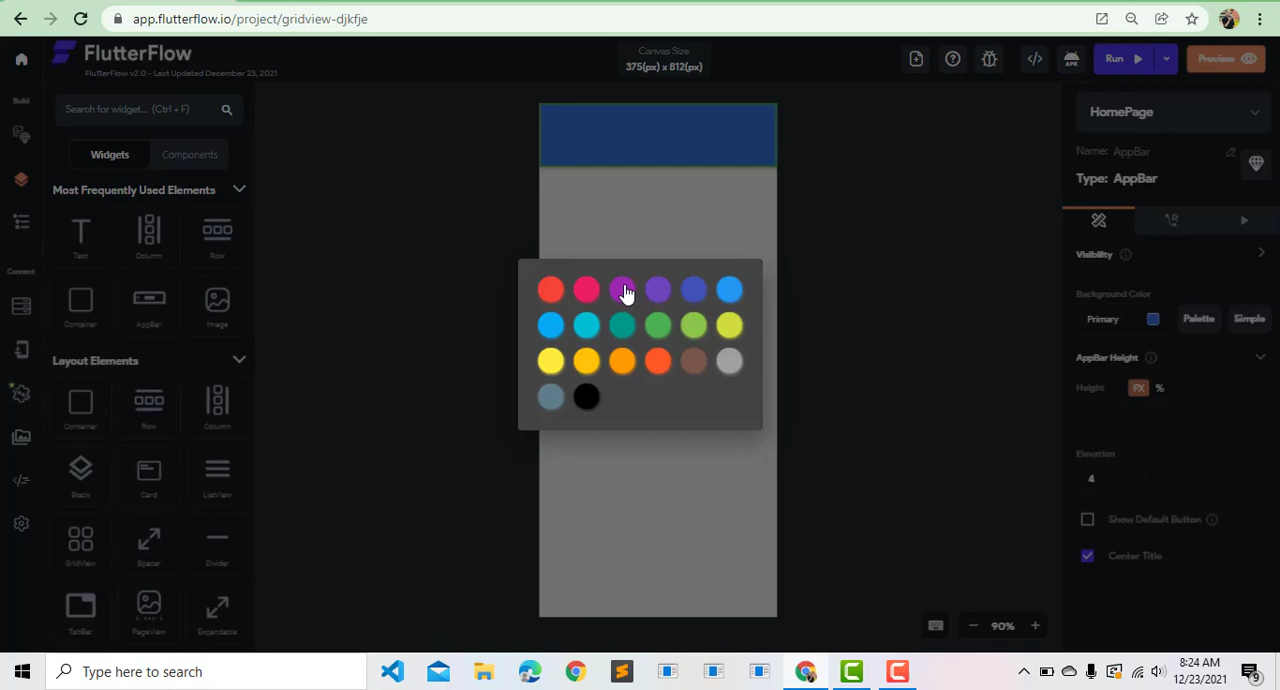 app.flutterflow.io/project/gridview-djkfje
FlutterFlow
FlutterFlow v2.0 - Last Updated December 23, 2021
Canvas Size
375(px) x 812(px)
</>
APK
Run
Preview
Build
Search for widget... (Ctrl + F)
HomePage
Widgets
Components
Name: AppBar
Type: AppBar
Most Frequently Used Elements
T
Text
Column
Row
Visibility
Connect
Background Color
Primary
Palette
Simple
Container
AppBar
Image
AppBar Height
Layout Elements
Height
PX
%
Container
Row
Column
Elevation
4
Stack
Card
ListView
Show Default Button
Center Title
GridView
Spacer
Divider
TabBar
PageView
Expandable
90%
Type here to search
8:24 AM
12/23/2021
9